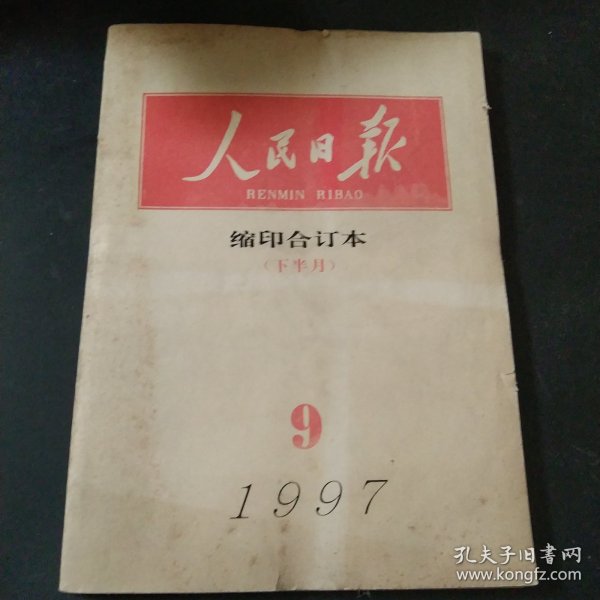 人民日报
RENMIN RIBAO
缩印合订本
(下半月)
9
1997
孔夫子旧书网
www.kongfz.com